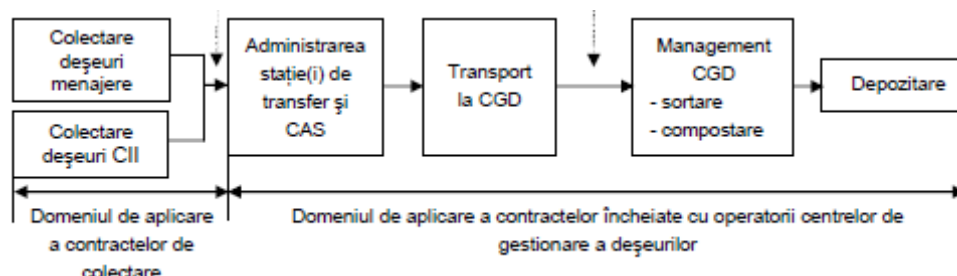 Colectare
deşeuri
menajere
Colectare
deşeuri CII
Administrarea
staţie(i) de
transfer şi
CAS
Transport
la CGD
Management
CGD
- sortare
- compostare
Depozitare
Domeniul de aplicare
a contractelor de
colectare
Domeniul de aplicare a contractelor încheiate cu operatorii centrelor de
gestionare a deşeurilor